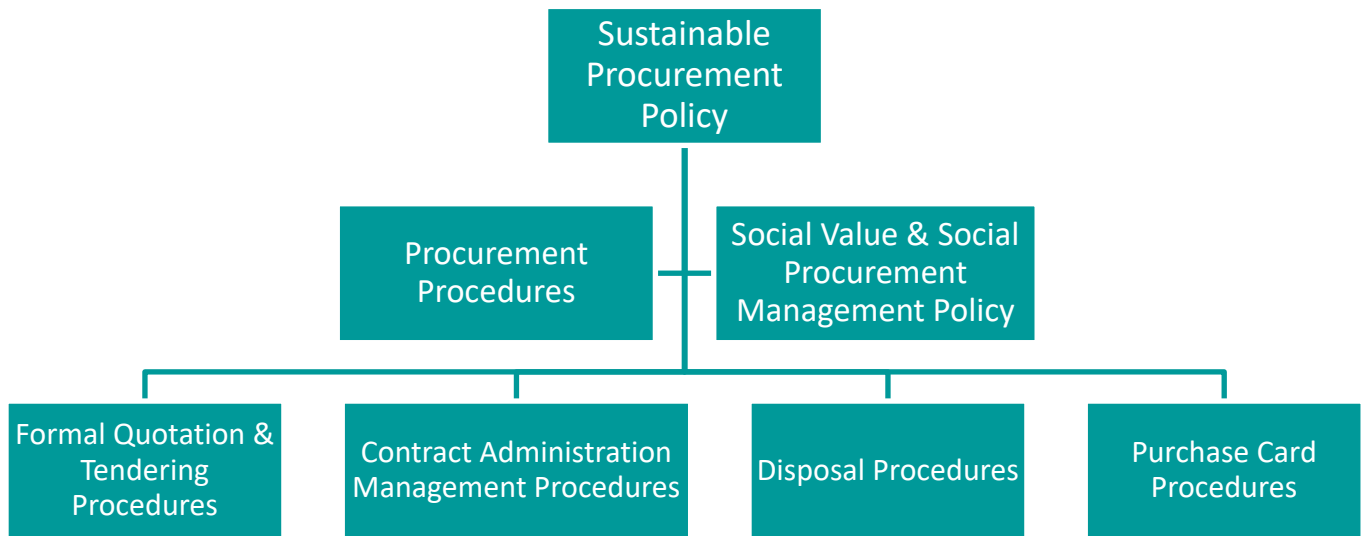 Sustainable
Procurement
Policy
Procurement
Procedures
Social Value & Social
Procurement
Management Policy
Formal Quotation &
Tendering
Procedures
Contract Administration
Management Procedures
Disposal Procedures
Purchase Card
Procedures